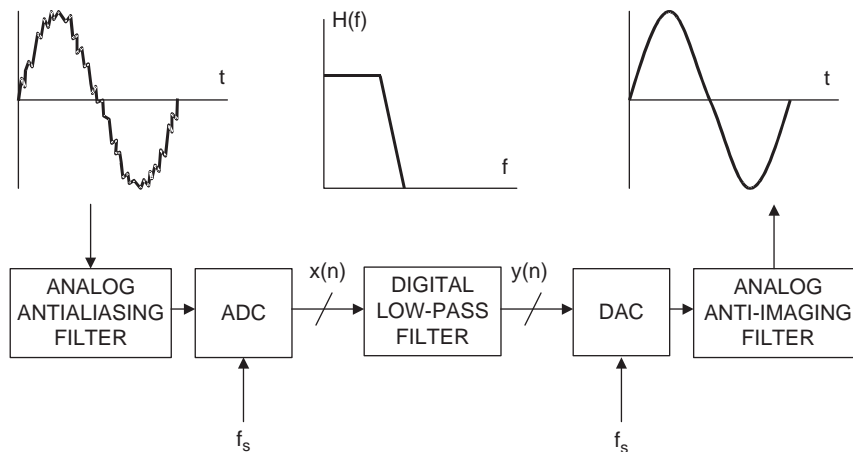 t
H(f)
f
t
ANALOG
ANTIALIASING
FILTER
ADC
x(n)
DIGITAL
LOW-PASS
FILTER
y(n)
DAC
ANALOG
ANTI-IMAGING
FILTER
fs
fs